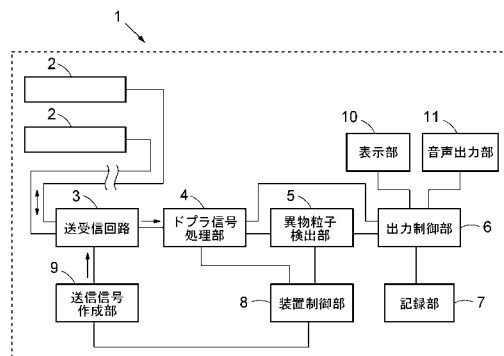 1
2
2
10
11
表示部
音声出力部
3
4
5
送受信回路
ドプラ信号
処理部
異物粒子
検出部
出力制御部
6
9
送信信号
作成部
8
装置制御部
記録部
7